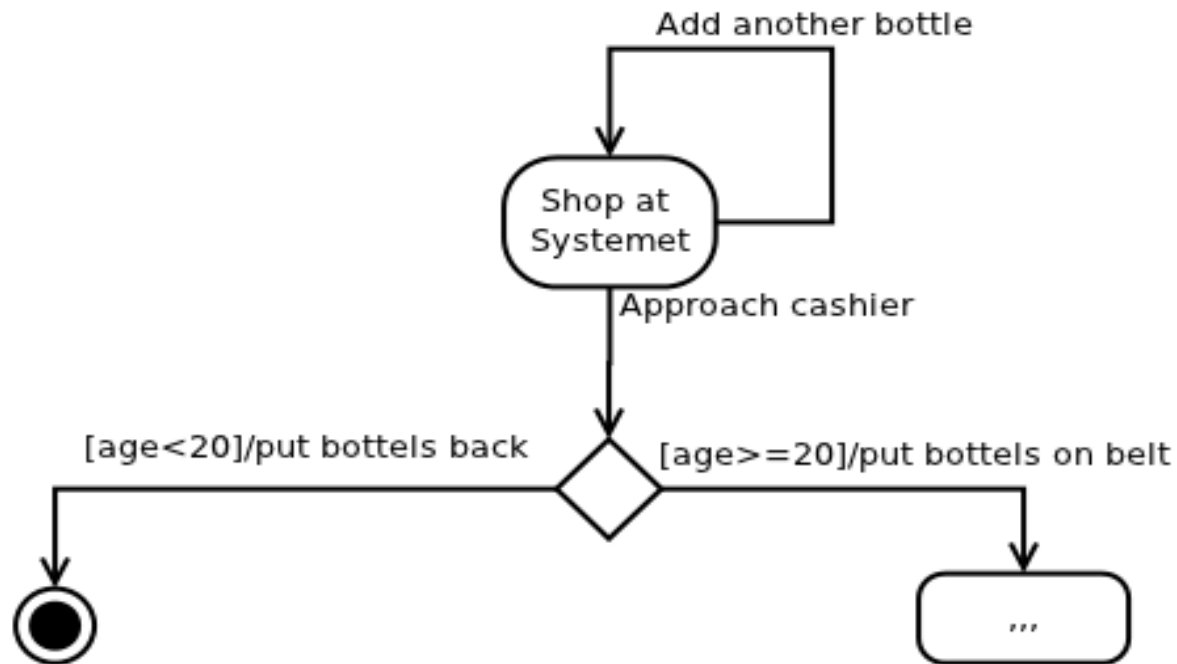 Add another bottle
Shop at
Systemet
Approach cashier
[age<20]/put bottels back
[age>=20]/put bottels on belt
,,,